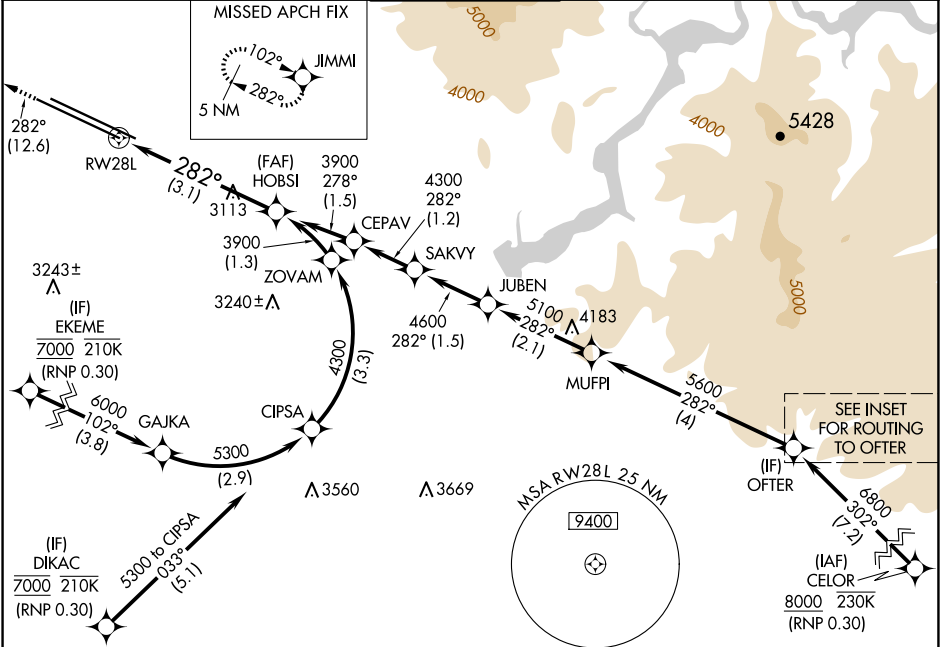 MISSED APCH FIX
102°
JIMMI
282°
5 NM
5000
4000
4000
5428
5000
282°
(12.6)
RW28L
282°
(3.1)
3113
(FAF)
HOBSI
3900
278°
(1.5)
4300
282°
(1.2)
CEPAV
3900
(1.3)
ZOVAM
SAKVY
JUBEN
4600
282° (1.5)
5100
282°
(2.1)
4183
MUFPI
5600
282°
(4)
SEE INSET
FOR ROUTING
TO OFTER
(IF)
OFTER
6800
302°
(7.2)
(IAF)
CELOR
8000 230K
(RNP 0.30)
3243±
(IF)
EKEME
7000 210K
(RNP 0.30)
3240±
6000
102°
(3.8)
GAJKA
CIPSA
4300
(3.3)
5300
(2.9)
3560
3669
5300 to CIPSA
033°
(5.1)
(IF)
DIKAC
7000 210K
(RNP 0.30)
MSA RW28L 25 NM
9400